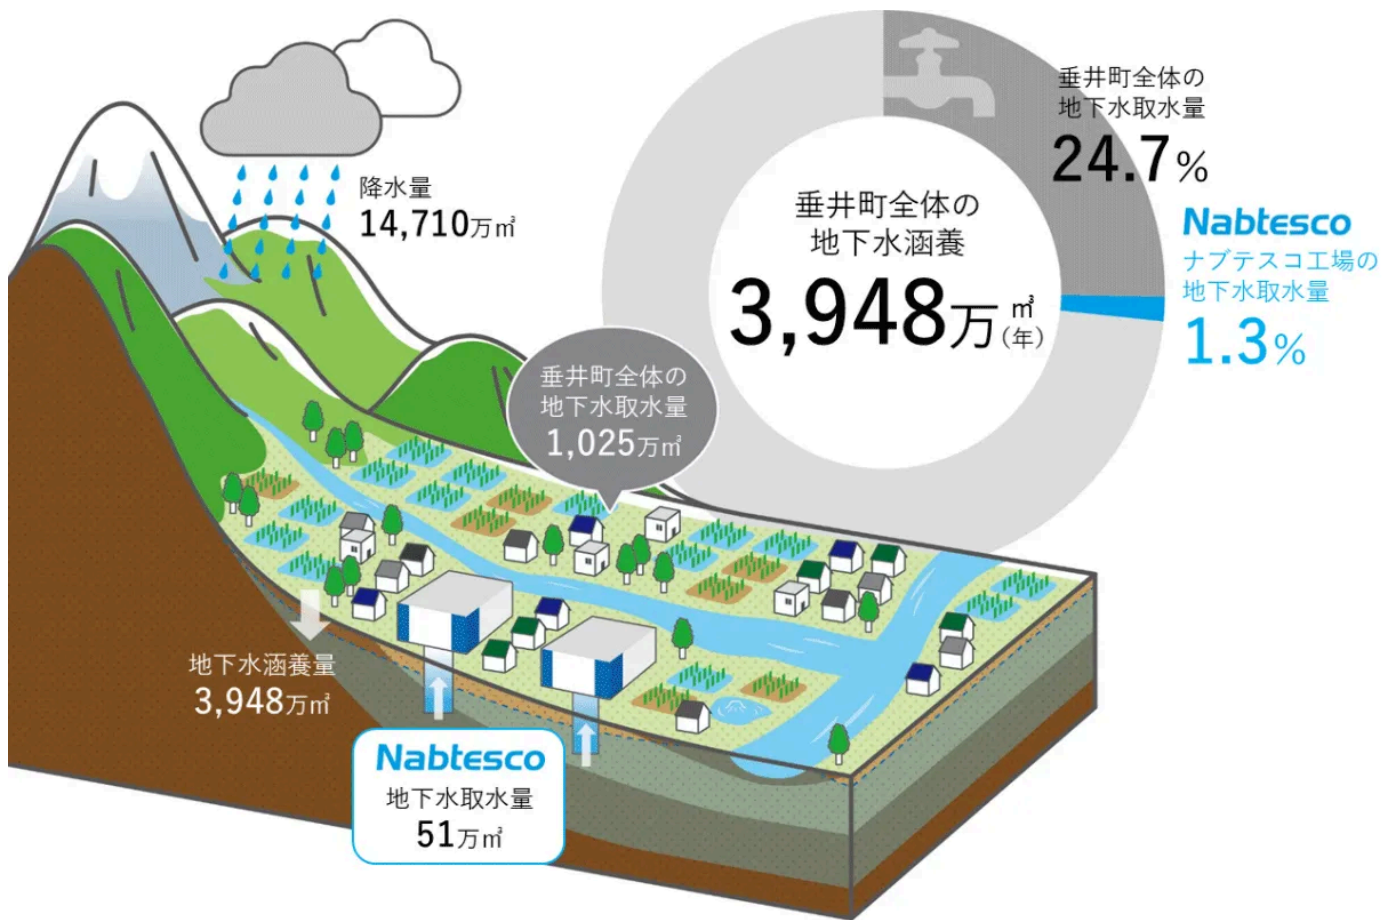 降水量
14,710万㎥
垂井町全体の
地下水取水量
24.7%
Nabtesco
ナブテスコ工場の
地下水取水量
1.3%
垂井町全体の
地下水涵養
3,948万㎥
(年)
垂井町全体の
地下水取水量
1,025万㎥
地下水涵養量
3,948万㎥
Nabtesco
地下水取水量
51万㎥